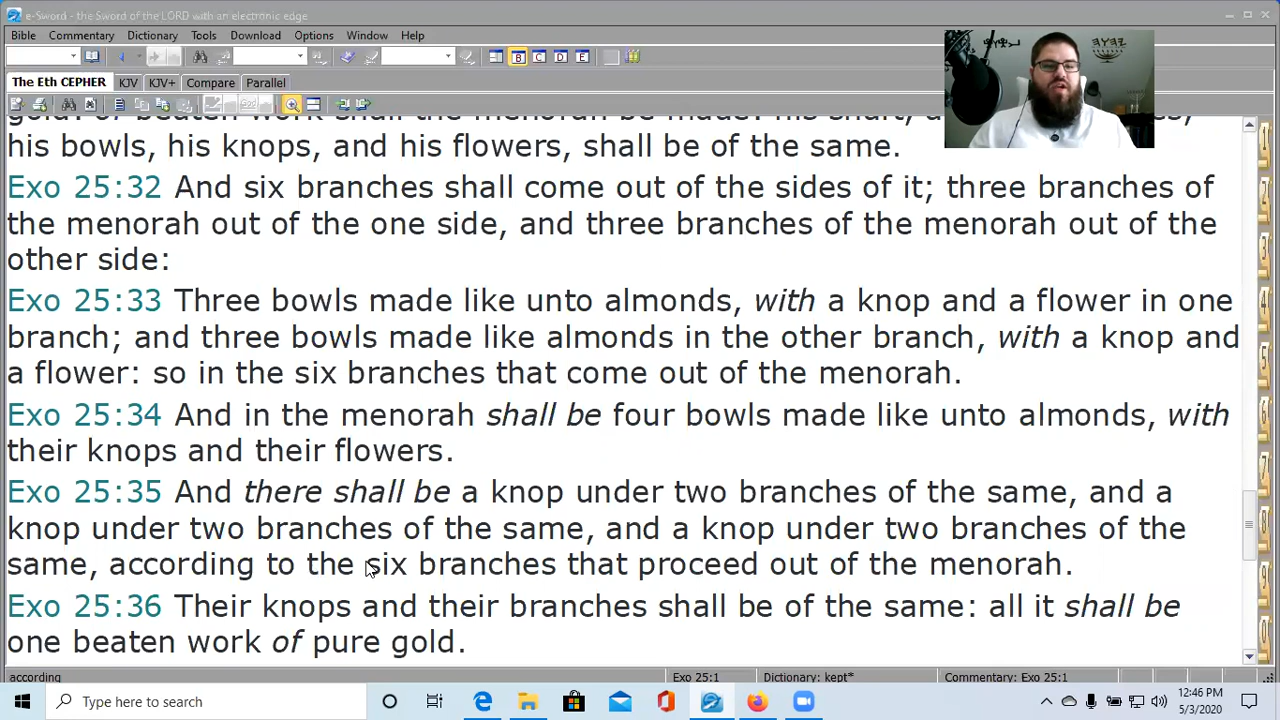 e-Sword - the Sword of the LORD with an electronic edge
Bible Commentary Dictionary Tools Options Download Window Help
The Eth CEPHER KJV KJV+ Compare Parallel
his bowls, his knops, and his flowers, shall be of the same.
Exo 25:32 And six branches shall come out of the sides of it; three branches of
the menorah out of the one side, and three branches of the menorah out of the
other side:
Exo 25:33 Three bowls made like unto almonds, with a knop and a flower in one
branch; and three bowls made like almonds in the other branch, with a knop and
a flower: so in the six branches that come out of the menorah.
Exo 25:34 And in the menorah shall be four bowls made like unto almonds, with
their knops and their flowers.
Exo 25:35 And there shall be a knop under two branches of the same, and a
knop under two branches of the same, and a knop under two branches of the
same, according to the six branches that proceed out of the menorah.
Exo 25:36 Their knops and their branches shall be of the same: all it shall be
one beaten work of pure gold.
according Exo 25:1 Dictionary: kept* Commentary: Exo 25:1
Type here to search
12:46 PM
5/3/2020